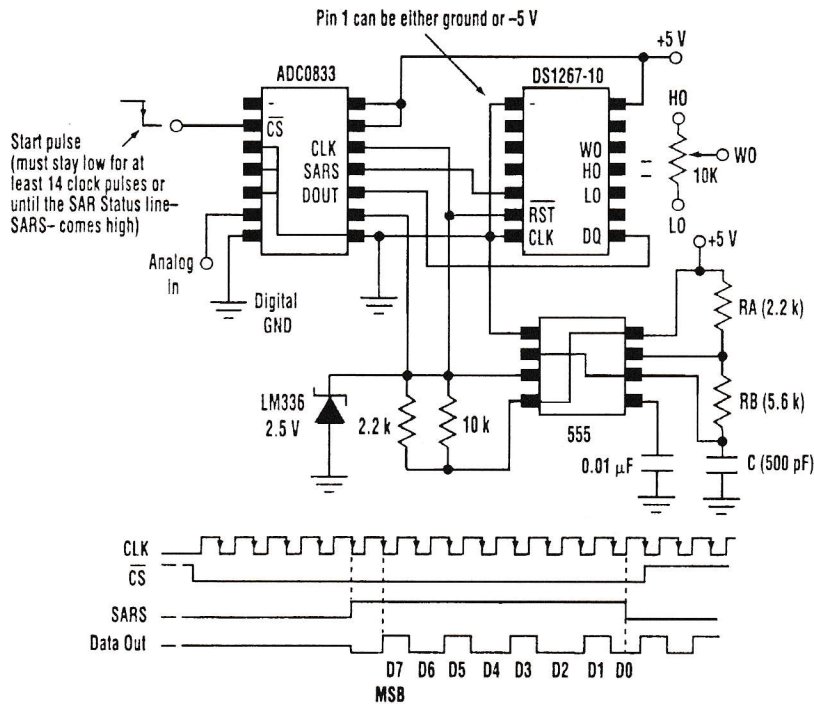 Pin 1 can be either ground or –5 V
+5 V
ADC0833
DS1267-10
Start pulse
(must stay low for at
least 14 clock pulses or
until the SAR Status line–
SARS– comes high)
-
CS
CLK
SARS
DOUT
-
WO
HO
LO
RST
CLK
DQ
HO
WO
10K
LO
=
Analog
In
Digital
GND
+5 V
RA (2.2 k)
RB (5.6 k)
LM336
2.5 V
2.2 k
10 k
555
0.01 µF
C (500 pF)
CLK
CS
SARS
Data Out
D7 D6 D5 D4 D3 D2 D1 D0
MSB